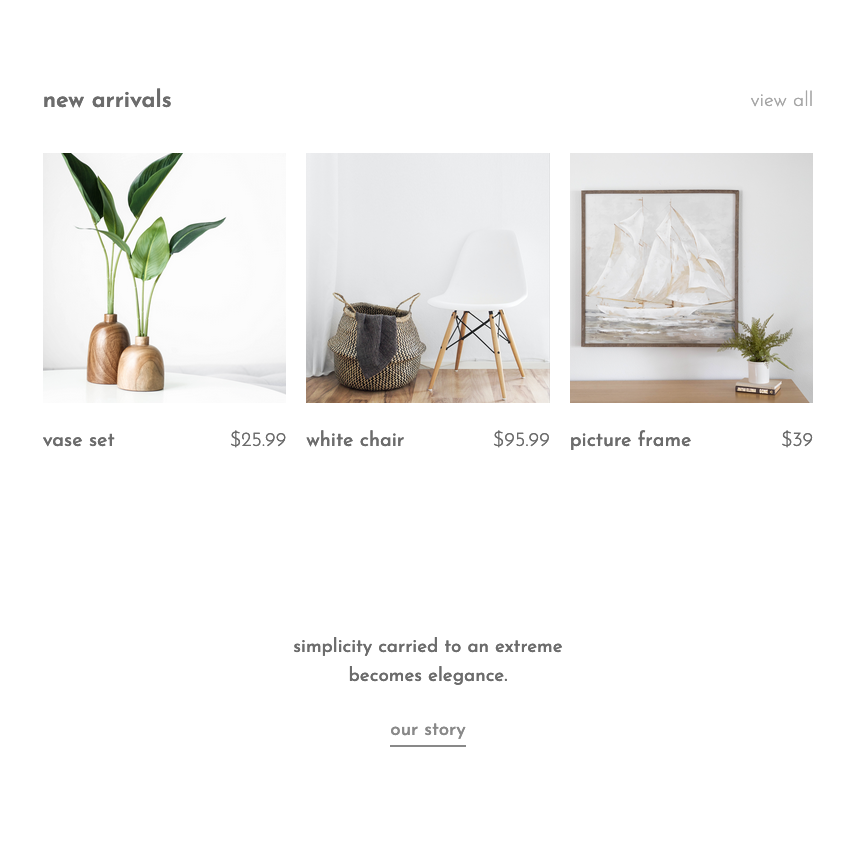 new arrivals
view all
vase set
$25.99
white chair
$95.99
picture frame
$39
simplicity carried to an extreme
becomes elegance.
our story